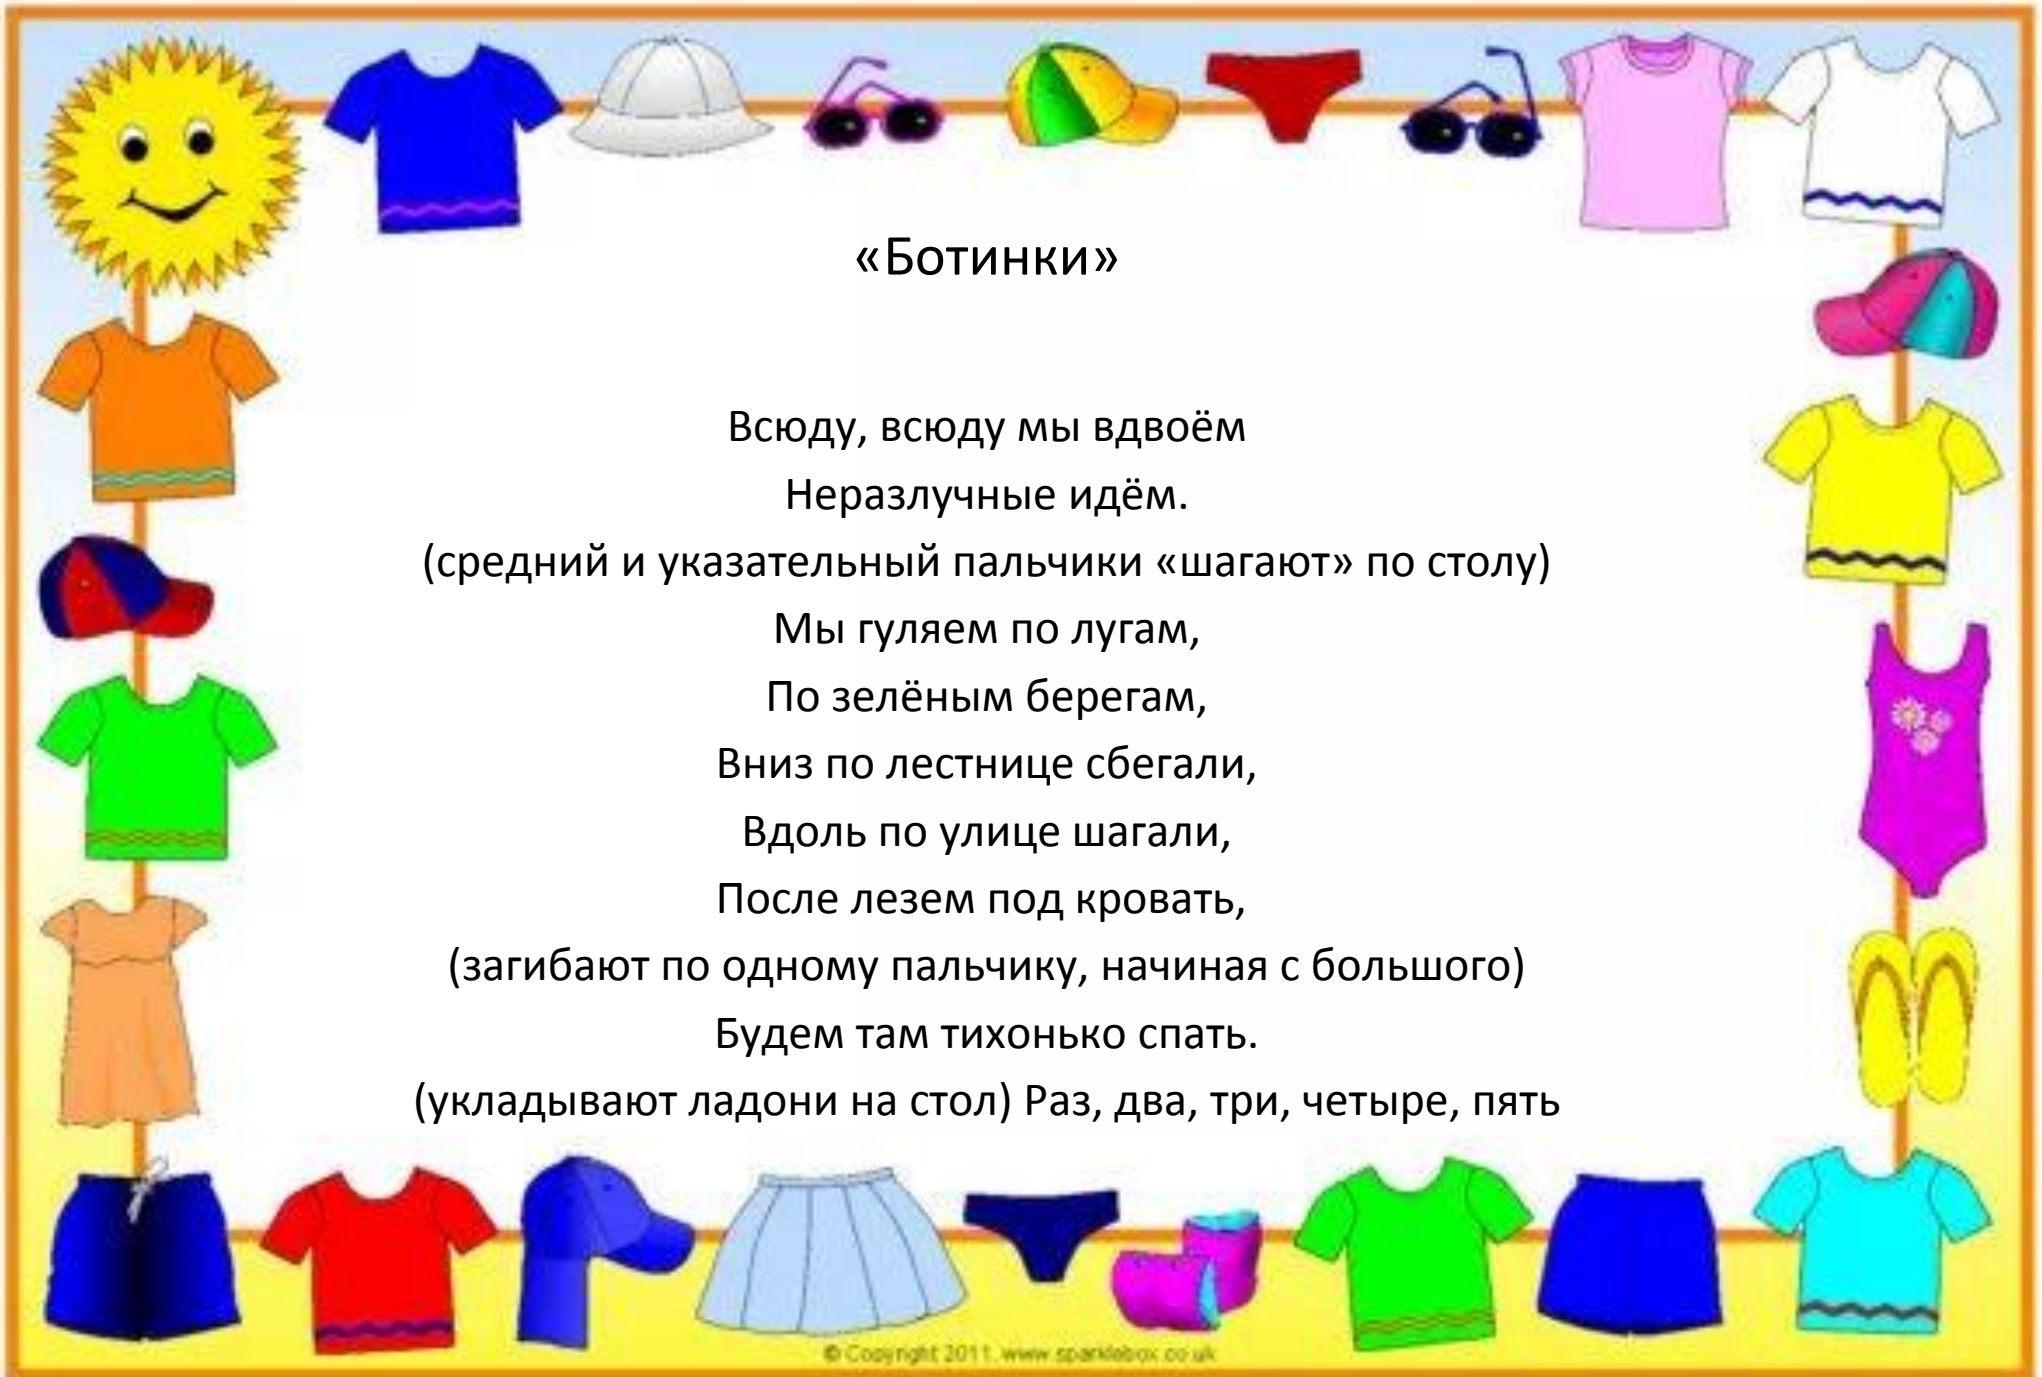 «Ботинки»
Всюду, всюду мы вдвоём
Неразлучные идём.
(средний и указательный пальчики «шагают» по столу)
Мы гуляем по лугам,
По зелёным берегам,
Вниз по лестнице сбегали,
Вдоль по улице шагали,
После лезем под кровать,
(загибают по одному пальчику, начиная с большого)
Будем там тихонько спать.
(укладывают ладони на стол) Раз, два, три, четыре, пять
© Copyright 2011, www.sparklebox.co.uk